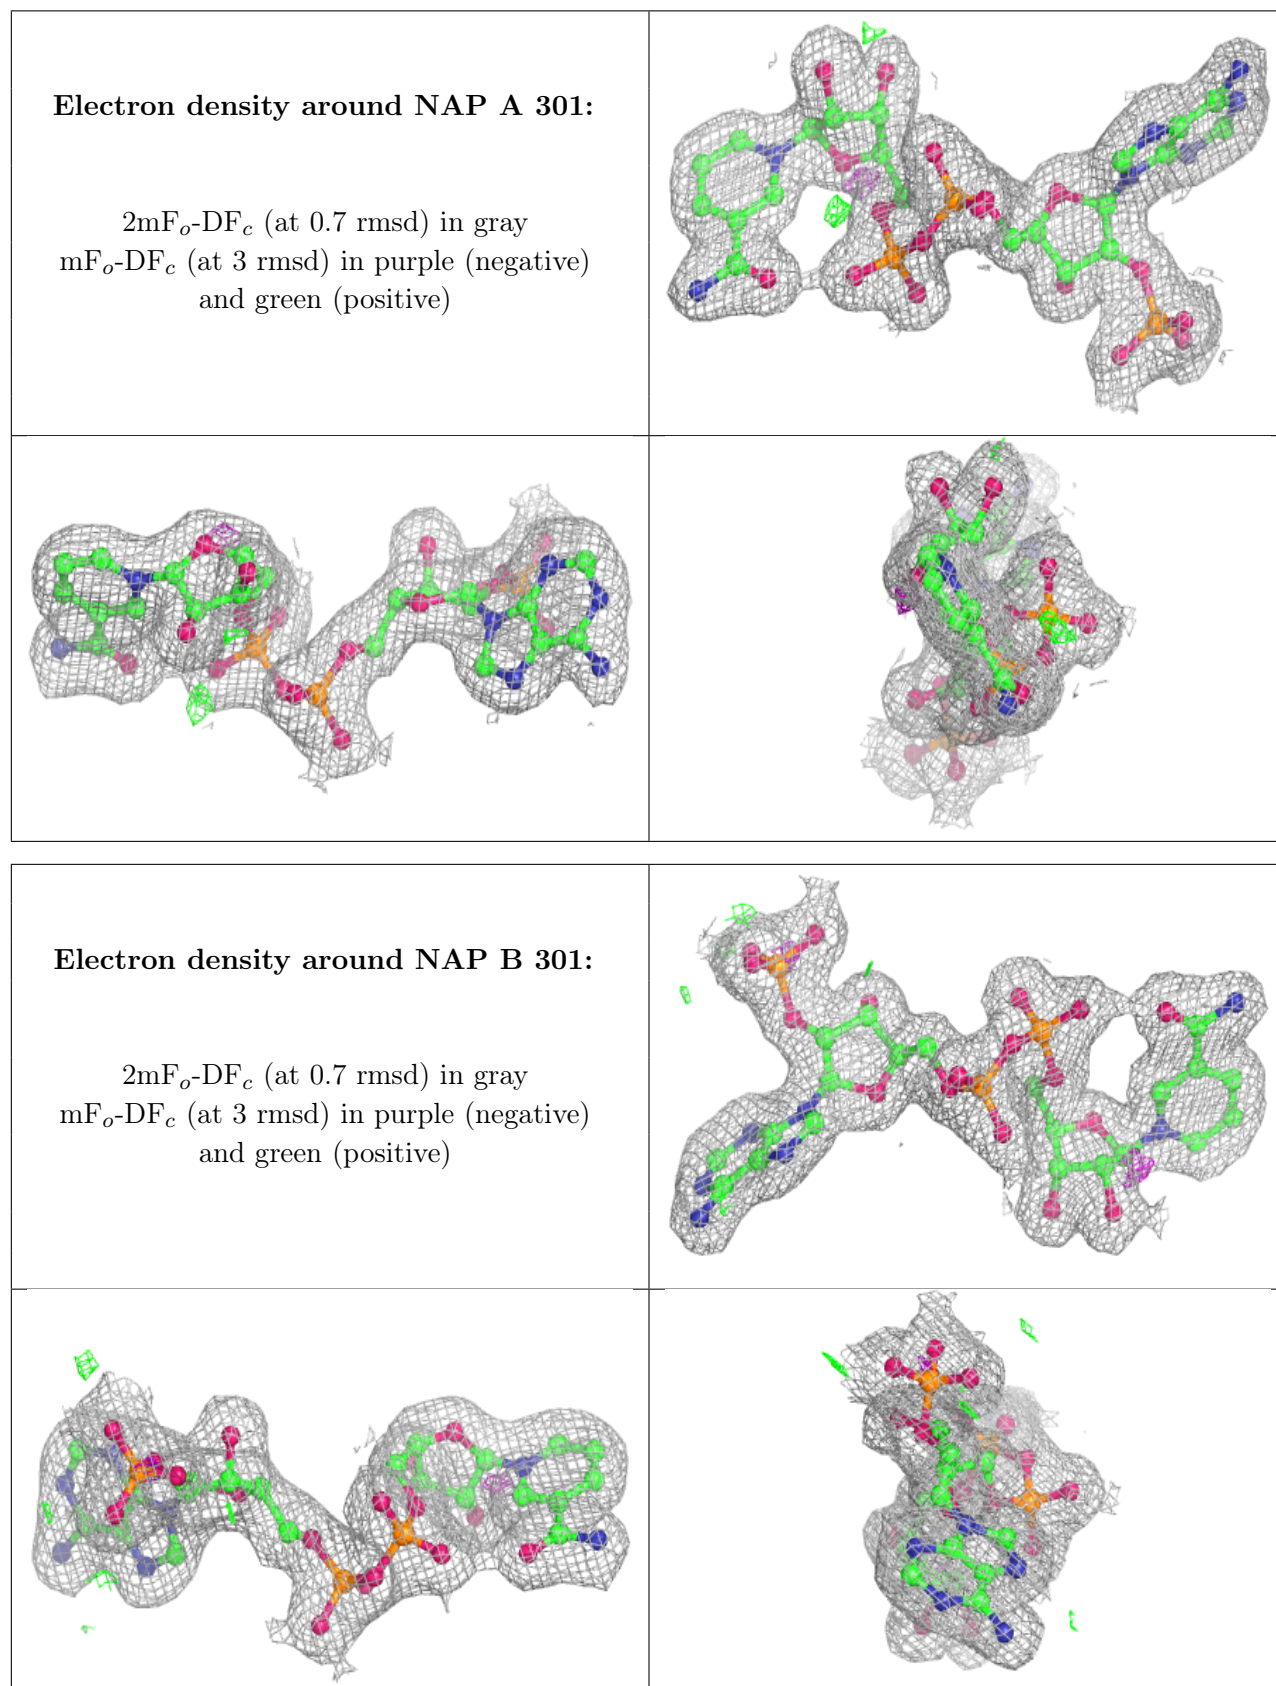 Electron density around NAP A 301:
2mFo-DFc (at 0.7 rmsd) in gray
mFo-DFc (at 3 rmsd) in purple (negative)
and green (positive)
Electron density around NAP B 301:
2mFo-DFc (at 0.7 rmsd) in gray
mFo-DFc (at 3 rmsd) in purple (negative)
and green (positive)